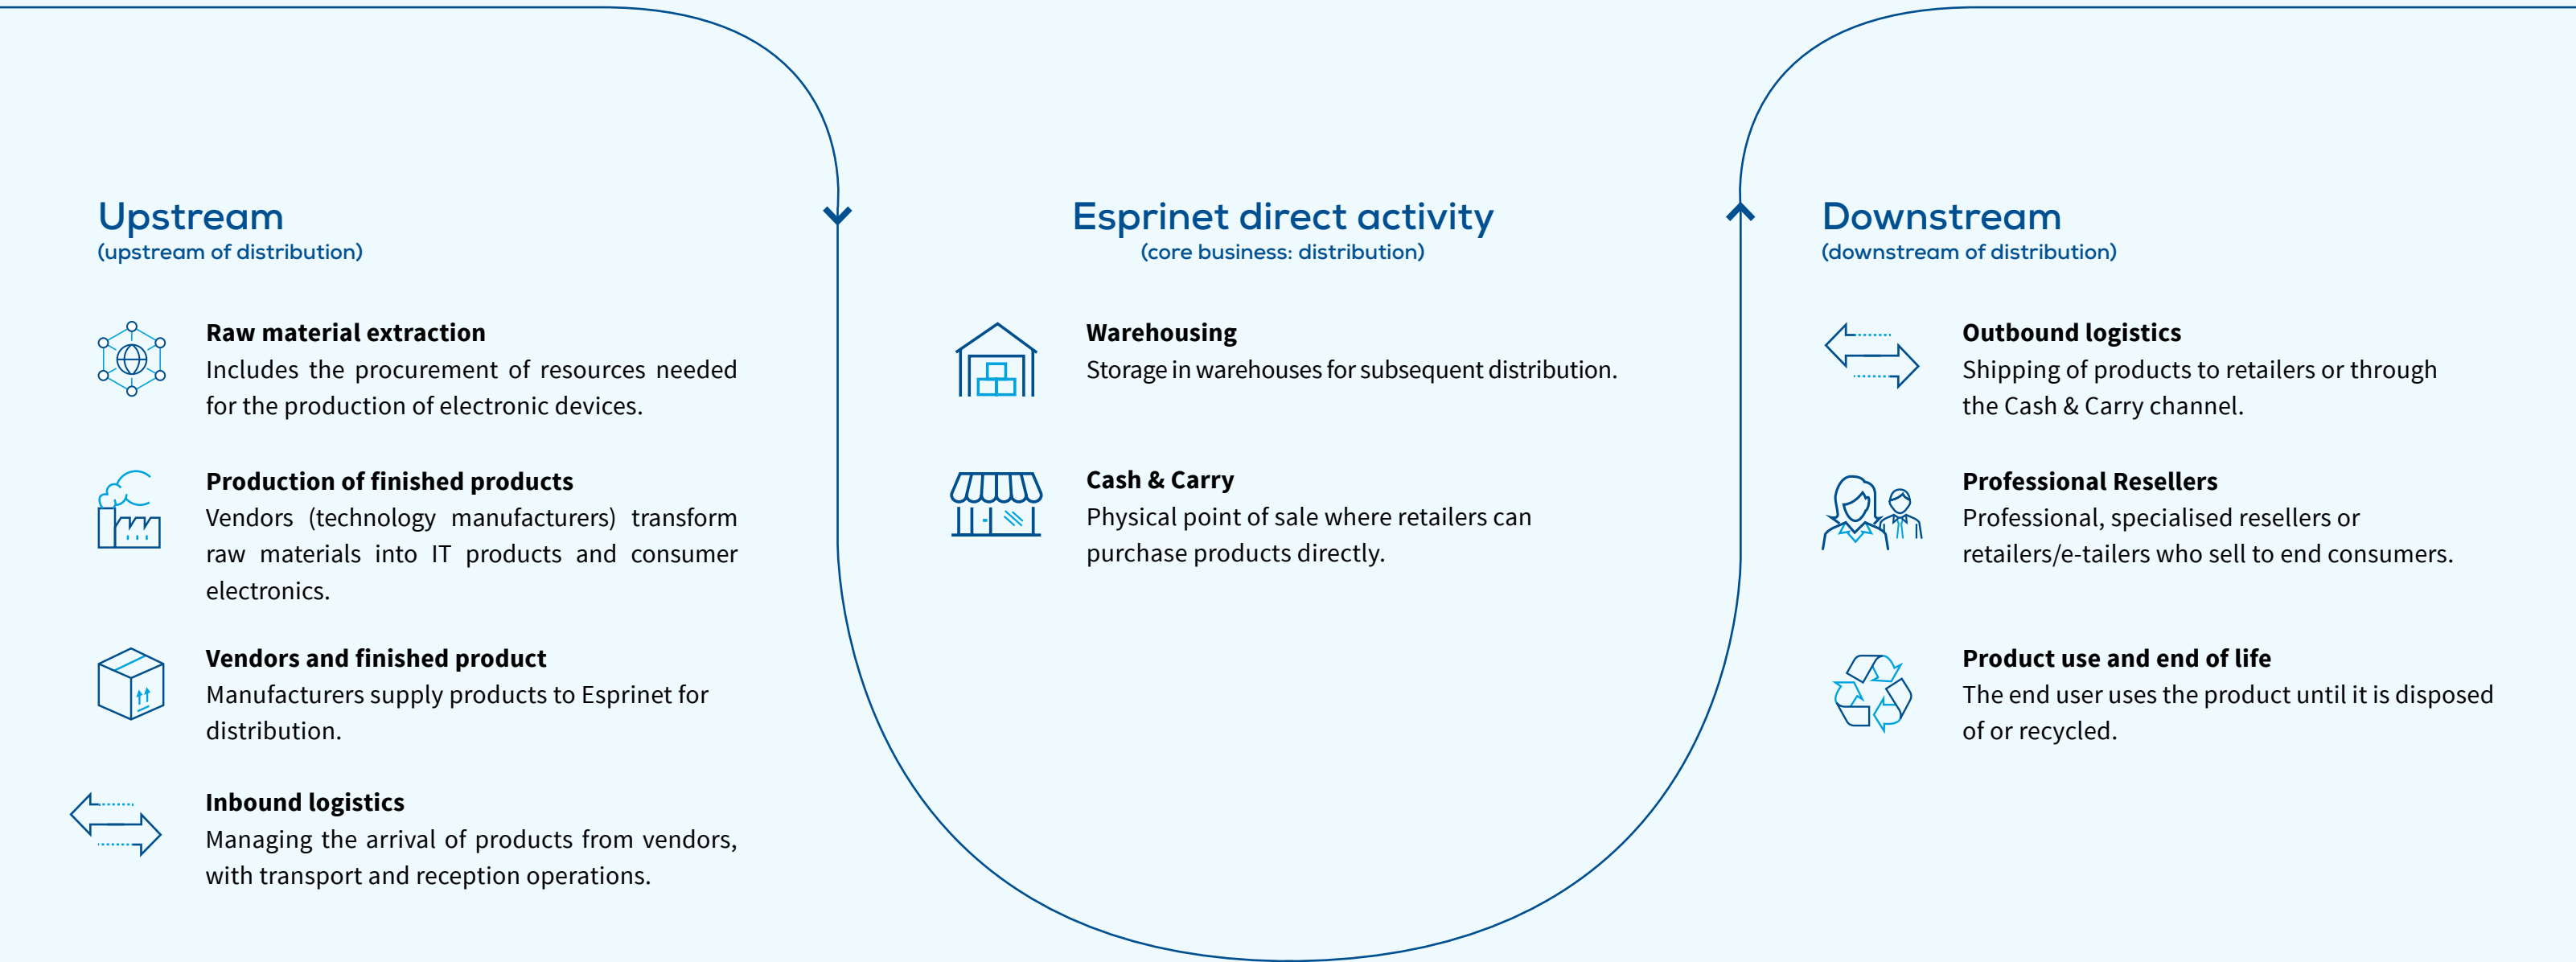 Upstream
(upstream of distribution)
Raw material extraction
Includes the procurement of resources needed
for the production of electronic devices.
Production of finished products
Vendors (technology manufacturers) transform
raw materials into IT products and consumer
electronics.
Vendors and finished product
Manufacturers supply products to Esprinet for
distribution.
Inbound logistics
Managing the arrival of products from vendors,
with transport and reception operations.
Esprinet direct activity
(core business: distribution)
Warehousing
Storage in warehouses for subsequent distribution.
Cash & Carry
Physical point of sale where retailers can
purchase products directly.
Downstream
(downstream of distribution)
Outbound logistics
Shipping of products to retailers or through
the Cash & Carry channel.
Professional Resellers
Professional, specialised resellers or
retailers/e-tailers who sell to end consumers.
Product use and end of life
The end user uses the product until it is disposed
of or recycled.